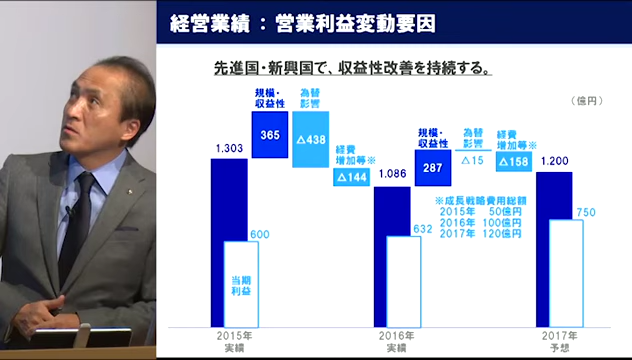 経営業績 : 営業利益変動要因
先進国・新興国で、収益性改善を持続する。
(億円)
規模・
収益性
為替
影響
365
△438
経費
増加等※
1.303
△144
規模・
収益性
為替
影響
経費
増加等※
287
△15
△158
1.086
1.200
※成長戦略費用総額
2015年 50億円
2016年 100億円
2017年 120億円
600
632
750
当期
利益
2015年
実績
2016年
実績
2017年
予想